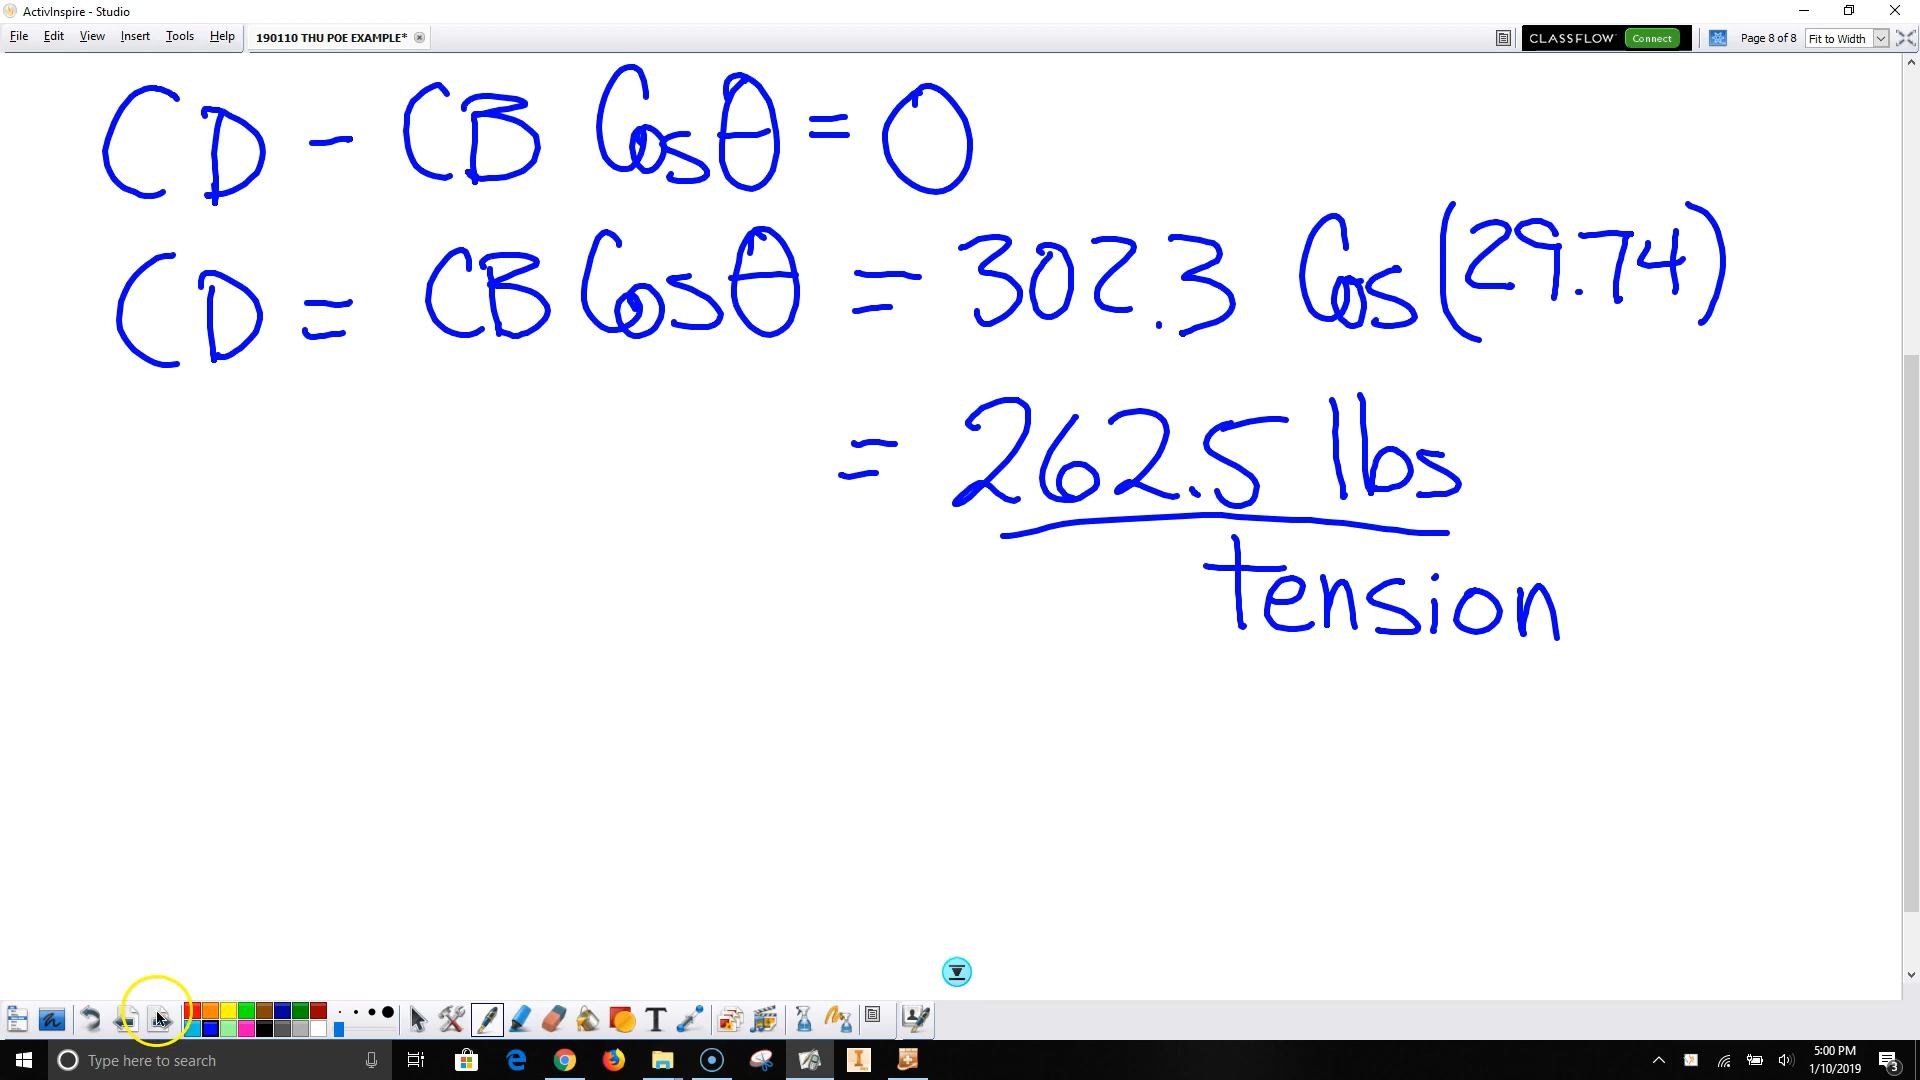 ActivInspire - Studio
File Edit View Insert Tools Help 190110 THU POE EXAMPLE* CLASSFLOW Connect Page 8 of 8 Fit to Width
CD - CB Cosθ = 0
CD = CB Cosθ = 302.3 Cos(29.74)
= 262.5 lbs
tension
T
Type here to search
5:00 PM
1/10/2019
3